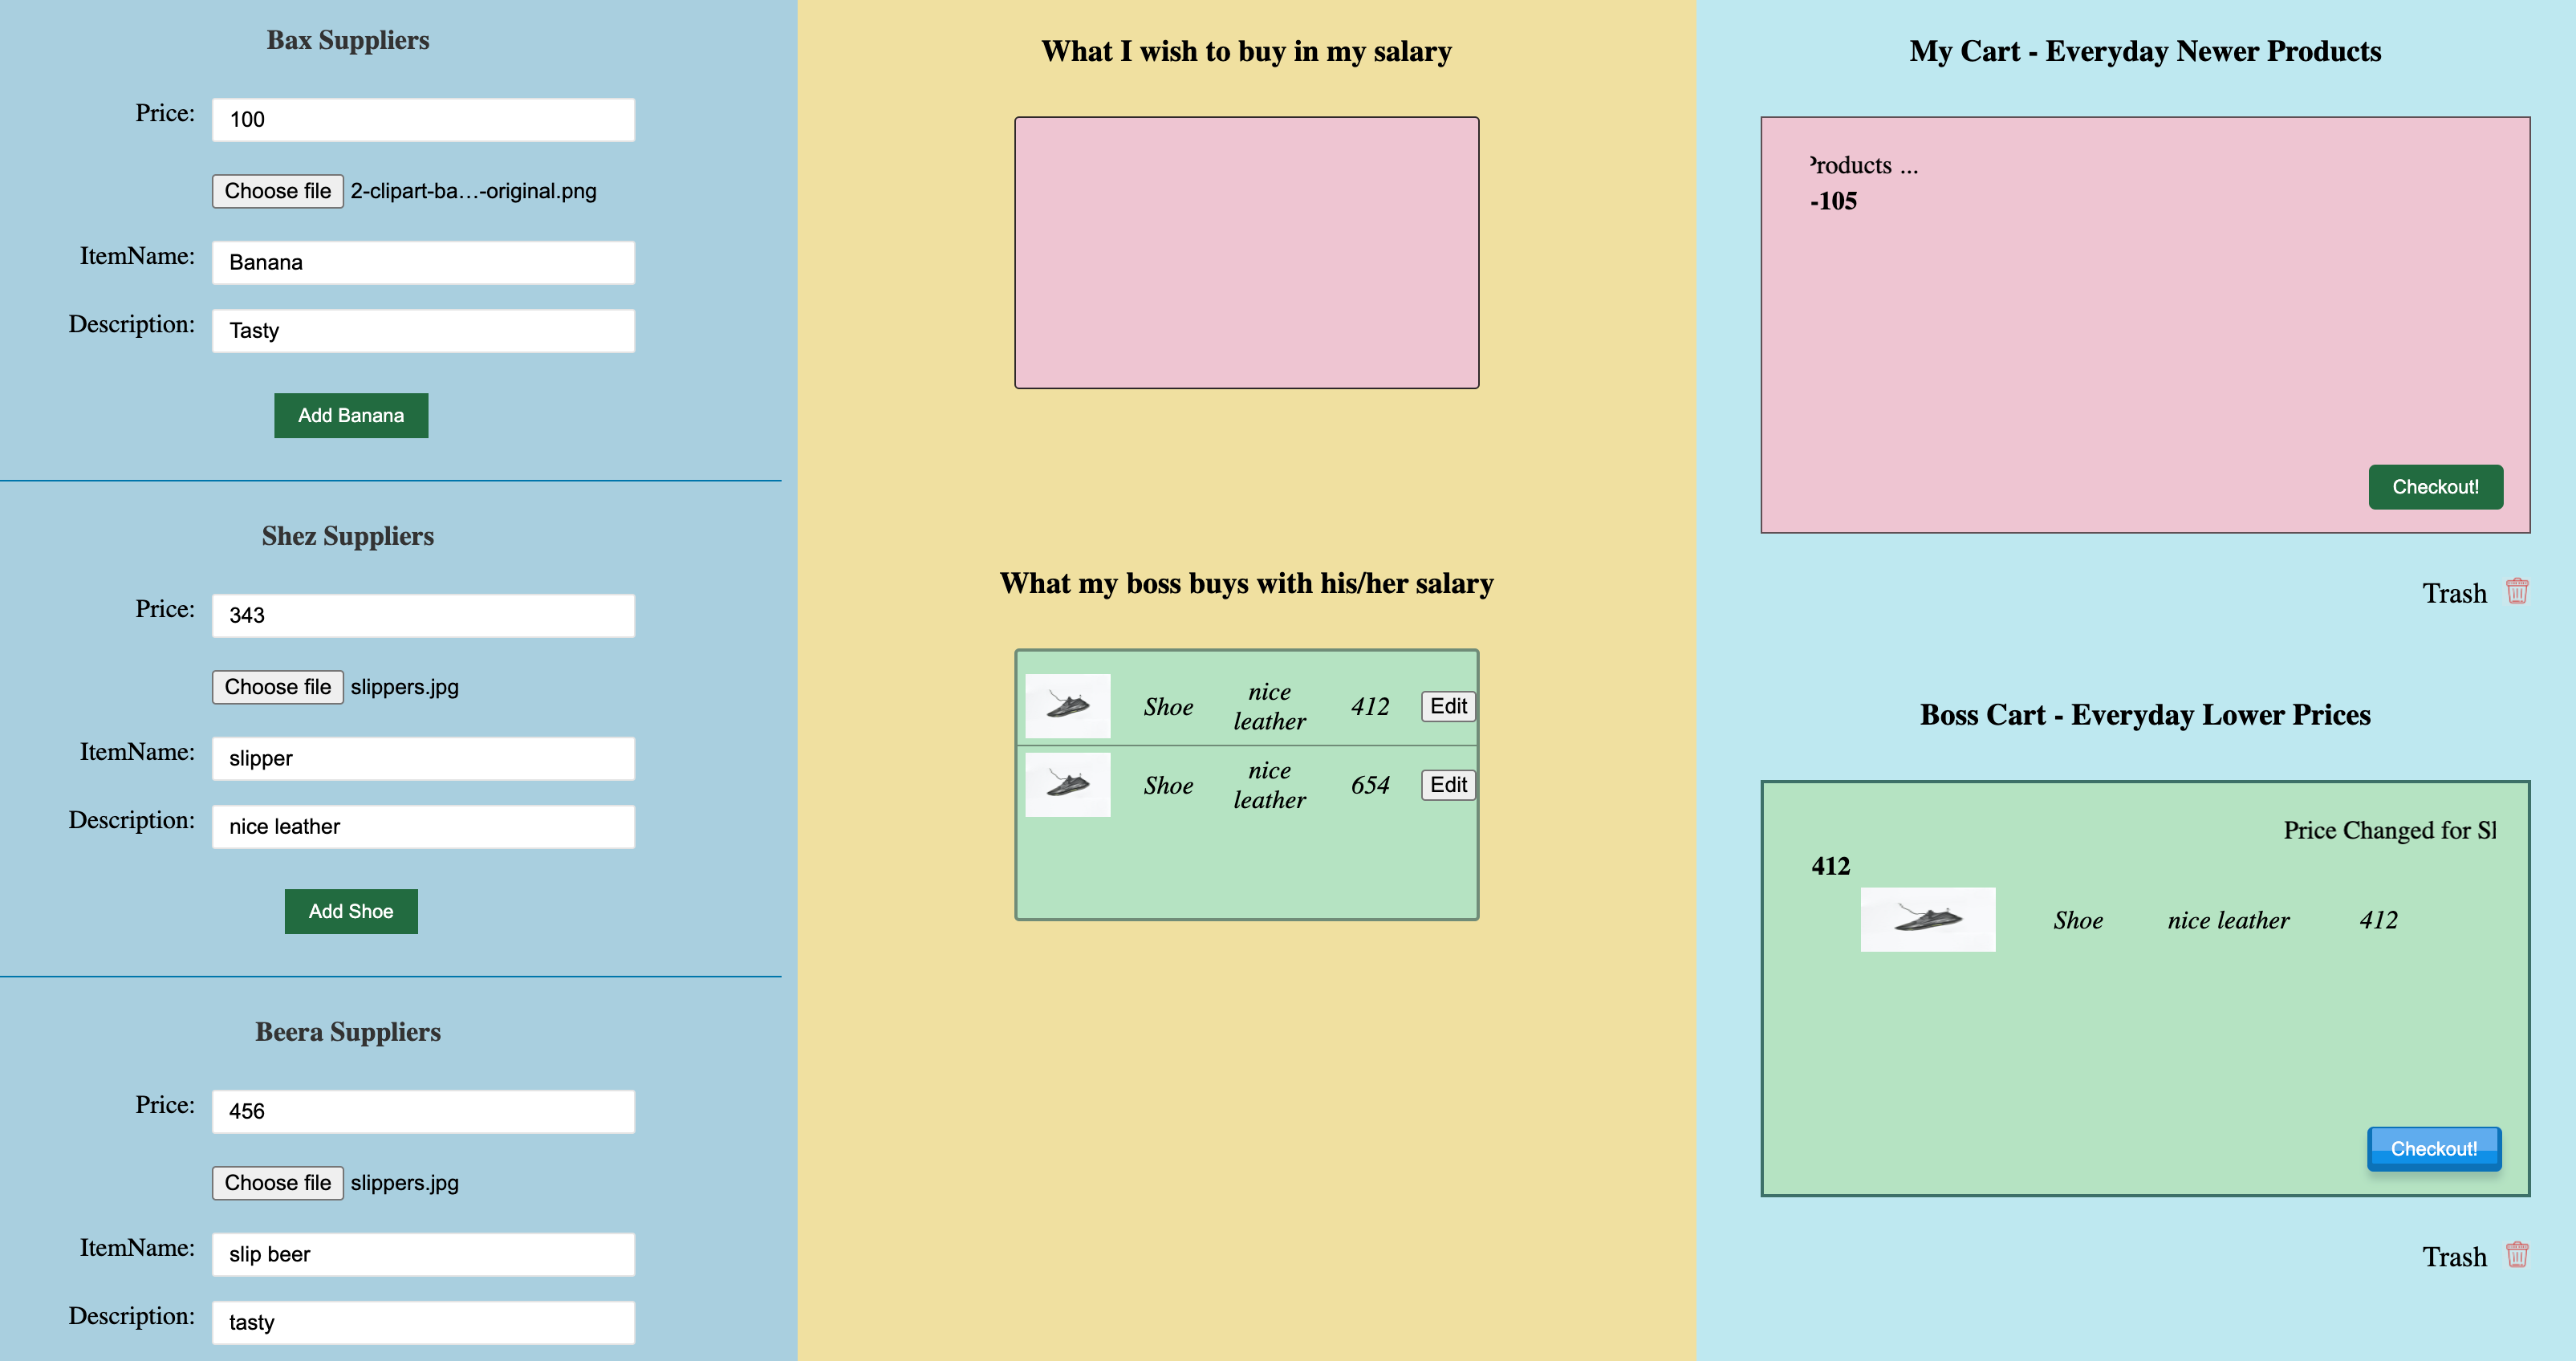 Bax Suppliers
Price: 100
Choose file 2-clipart-ba…-original.png
ItemName: Banana
Description: Tasty
Add Banana
Shez Suppliers
Price: 343
Choose file slippers.jpg
ItemName: slipper
Description: nice leather
Add Shoe
Beera Suppliers
Price: 456
Choose file slippers.jpg
ItemName: slip beer
Description: tasty
What I wish to buy in my salary
What my boss buys with his/her salary
Shoe nice leather 412 Edit
Shoe nice leather 654 Edit
My Cart - Everyday Newer Products
Products ...
-105
Checkout!
Trash
Boss Cart - Everyday Lower Prices
Price Changed for
412
Shoe nice leather 412
Checkout!
Trash